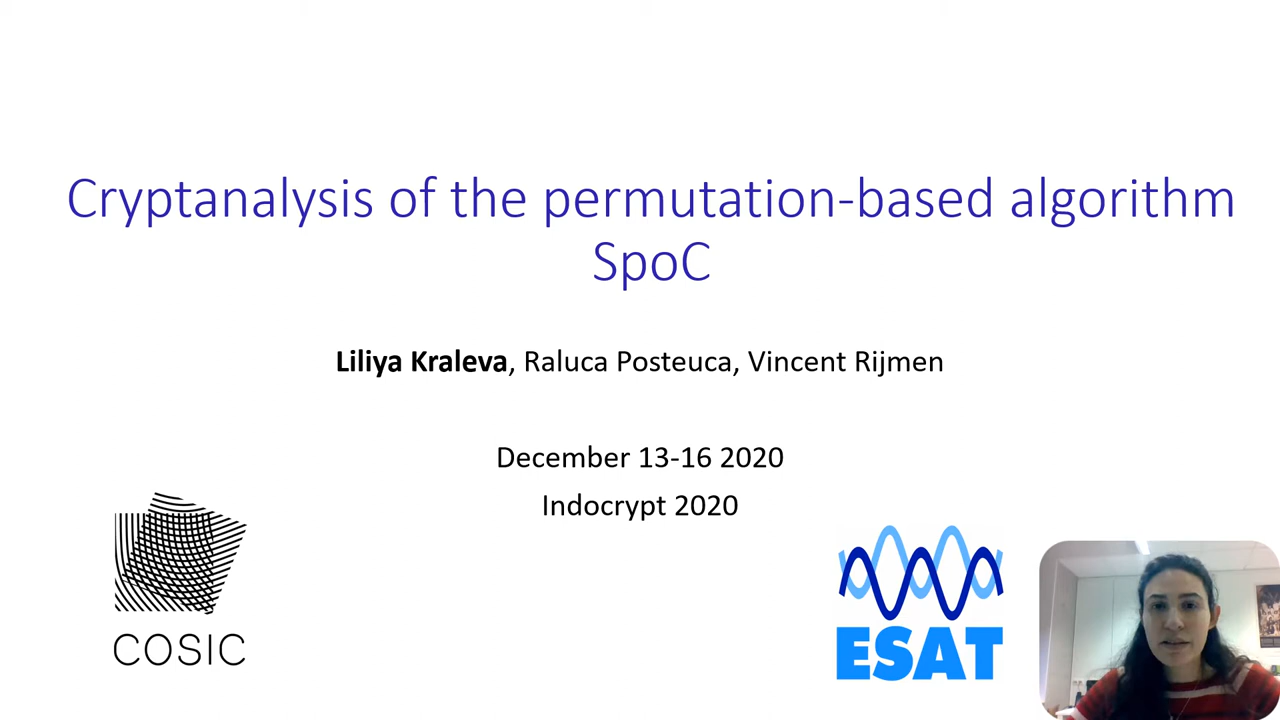 Cryptanalysis of the permutation-based algorithm
SpoC
Liliya Kraleva, Raluca Posteuca, Vincent Rijmen
December 13-16 2020
Indocrypt 2020
COSIC
ESAT